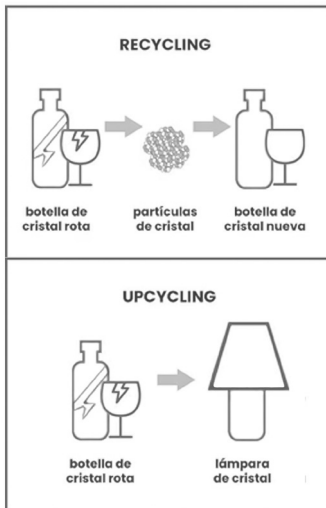 RECYCLING
botella de
cristal rota
partículas
de cristal
botella de
cristal nueva
UPCYCLING
botella de
cristal rota
lámpara
de cristal